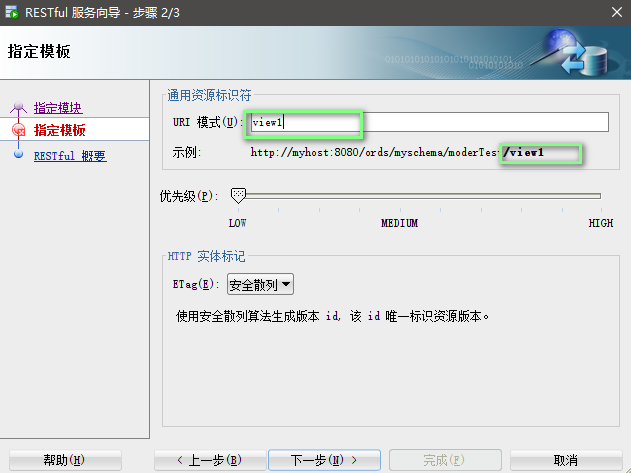 RESTful 服务向导 - 步骤 2/3
指定模板
指定模块
指定模板
RESTful 概要
通用资源标识符
URI 模式(U): view1
示例: http://myhost:8080/ords/myschema/moderTest/view1
优先级(P):
LOW MEDIUM HIGH
HTTP 实体标记
ETag(E): 安全散列
使用安全散列算法生成版本 id, 该 id 唯一标识资源版本。
帮助(H) < 上一步(B) 下一步(N) > 完成(F) 取消